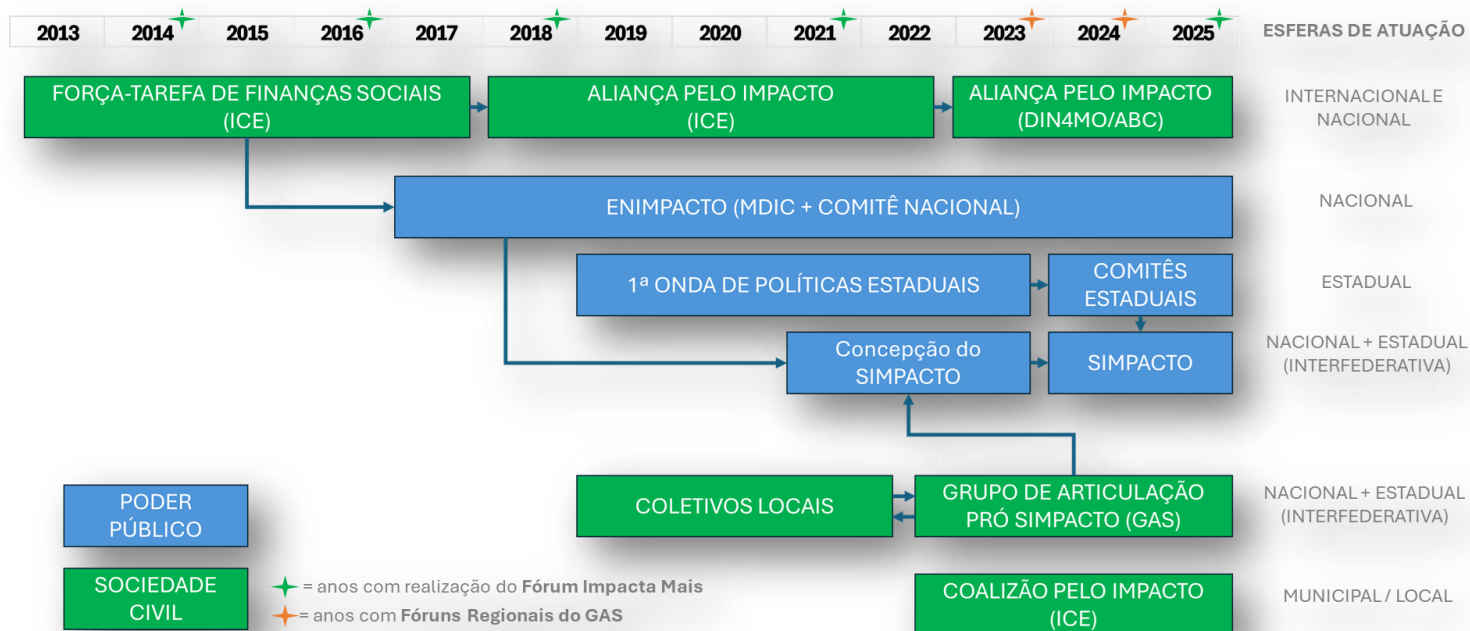 2013 2014 2015 2016 2017 2018 2019 2020 2021 2022 2023 2024 2025 ESFERAS DE ATUAÇÃO
FORÇA-TAREFA DE FINANÇAS SOCIAIS
(ICE)
ALIANÇA PELO IMPACTO
(ICE)
ALIANÇA PELO IMPACTO
(DIN4MO/ABC)
INTERNACIONAL E
NACIONAL
ENIMPACTO (MDIC + COMITÊ NACIONAL)
NACIONAL
1ª ONDA DE POLÍTICAS ESTADUAIS
COMITÊS
ESTADUAIS
ESTADUAL
Concepção do
SIMPACTO
SIMPACTO
NACIONAL + ESTADUAL
(INTERFEDERATIVA)
COLETIVOS LOCAIS
GRUPO DE ARTICULAÇÃO
PRÓ SIMPACTO (GAS)
NACIONAL + ESTADUAL
(INTERFEDERATIVA)
PODER
PÚBLICO
SOCIEDADE
CIVIL
= anos com realização do Fórum Impacta Mais
= anos com Fóruns Regionais do GAS
COALIZÃO PELO IMPACTO
(ICE)
MUNICIPAL / LOCAL